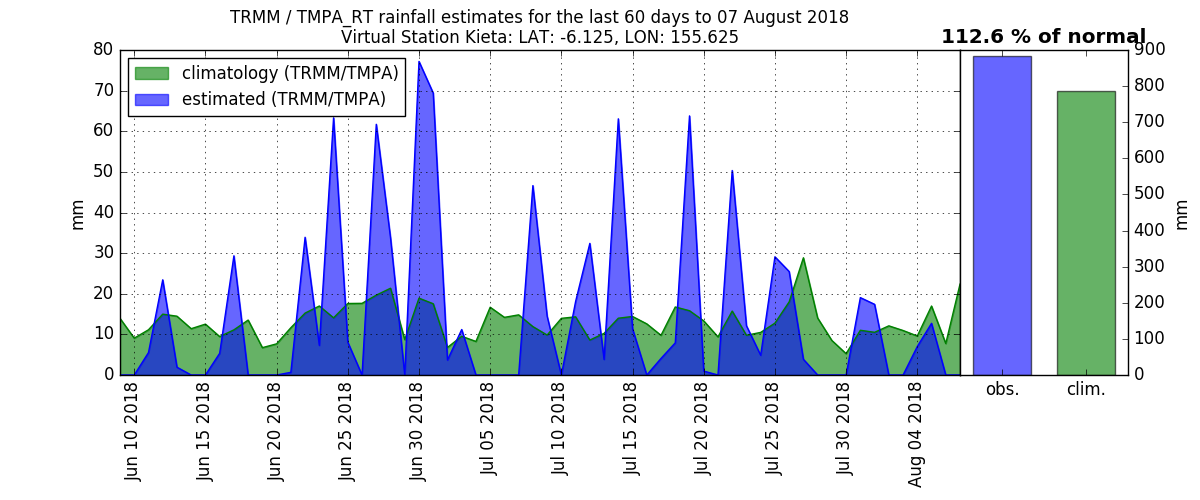 TRMM / TMPA_RT rainfall estimates for the last 60 days to 07 August 2018
Virtual Station Kieta: LAT: -6.125, LON: 155.625
112.6 % of normal
climatology (TRMM/TMPA)
estimated (TRMM/TMPA)
80
70
60
50
40
30
20
10
0
mm
Jun 10 2018
Jun 15 2018
Jun 20 2018
Jun 25 2018
Jun 30 2018
Jul 05 2018
Jul 10 2018
Jul 15 2018
Jul 20 2018
Jul 25 2018
Jul 30 2018
Aug 04 2018
obs.
clim.
900
800
700
600
500
400
300
200
100
0
mm